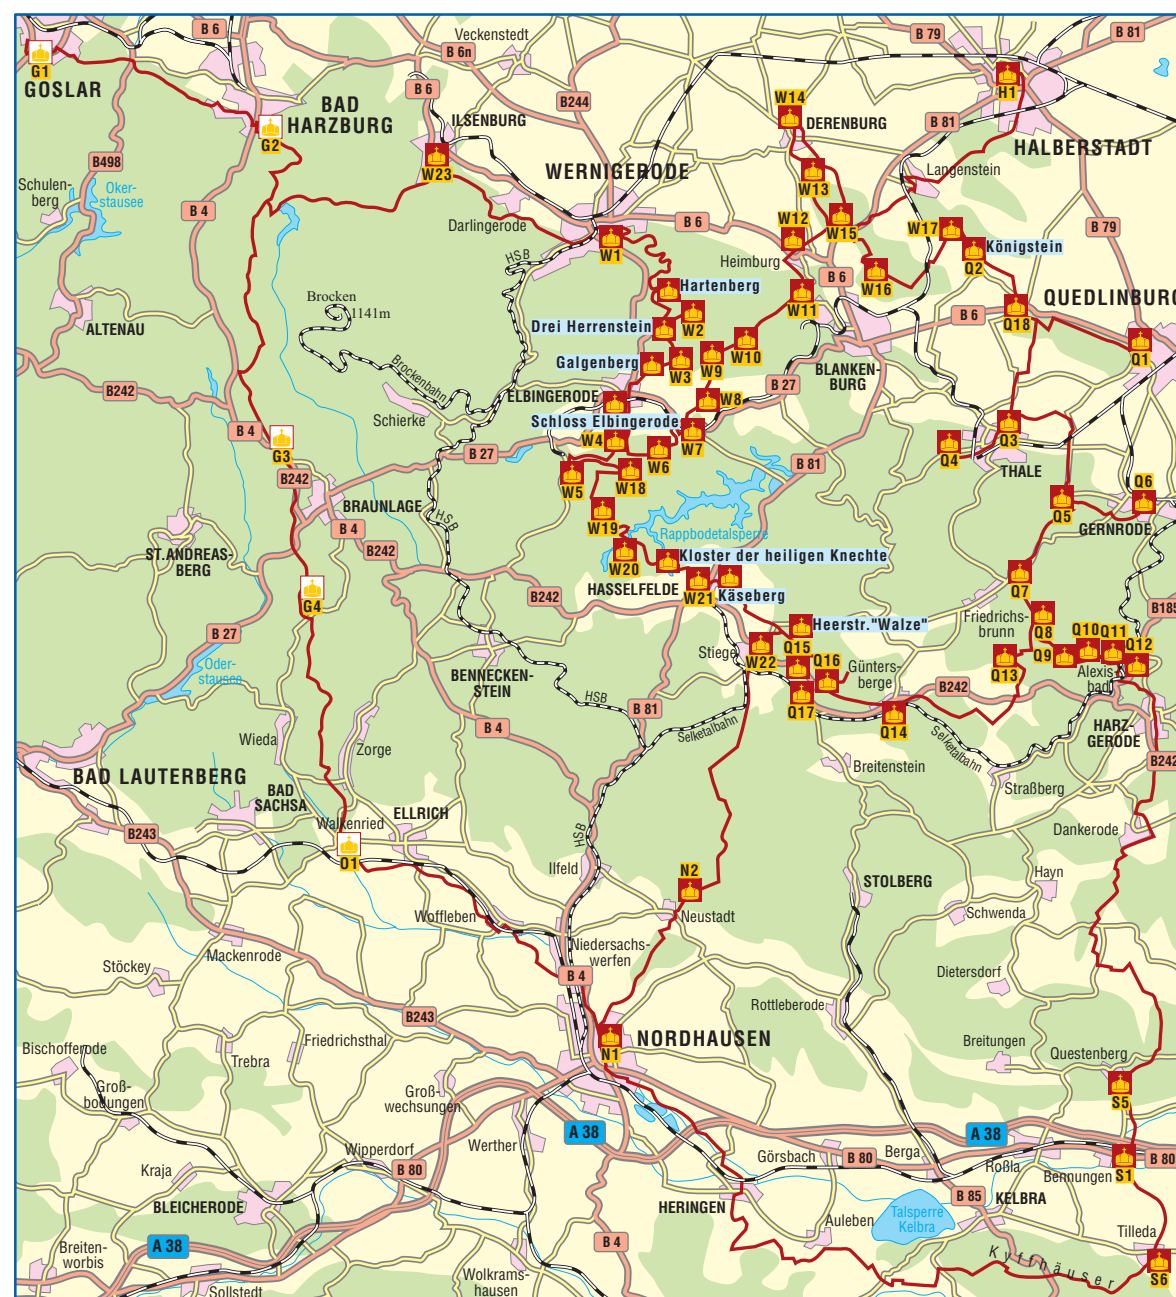 B 6
Veckenstedt
B 79
B 81
B 6n
G1
GOSLAR
B 6
B244
H1
W14
BAD
HARZBURG
G2
ILSENBURG
DERENBURG
B 81
HALBERSTADT
B498
W23
WERNIGERODE
W13
Langenstein
Schulen-
berg
Oker-
stausee
B 4
Darlingerode
B 6
W12
W15
W17
B 79
W1
HSB
Heimburg
Königstein
Q2
B 6
W16
Hartenberg
W11
QUEDLINBURG
Brocken
1141m
W2
B 6
Q18
ALTENAU
Drei Herrenstein
W10
Q1
Galgenberg
W3
W9
BLANKEN-
BURG
Brockenbahn
B242
ELBINGERODE
B 27
W8
Schierke
Schloss Elbingerode
B 4
G3
W4
W7
Q3
B 27
W6
Q4
B 81
THALE
B242
W5
W18
Q6
BRAUNLAGE
W19
Q5
GERNRODE
HSB
B 4
Rappbodetalsperre
ST.ANDREAS-
BERG
B242
W20
Kloster der heiligen Knechte
Q7
G4
B242
HASSELFELDE
W21
Käseberg
B185
Friedrichs-
brunn
Q8
Heerstr."Walze"
B 27
Q10
Q11
Stiege
W22
Q15
Q12
Q9
Q16
Oder-
stausee
Günters-
berge
Q13
Alexis-
bad
BENNECKEN-
STEIN
Q17
B242
HSB
B 81
Q14
HARZ-
GERODE
B 4
Selketalbahn
Selketalbahn
Wieda
Zorge
B242
Breitenstein
BAD LAUTERBERG
Straßberg
BAD
SACHSA
ELLRICH
Walkenried
B243
HSB
Dankerode
O1
Ilfeld
N2
Hayn
STOLBERG
Woffleben
Neustadt
Schwenda
Niedersachs-
werfen
Mackenrode
Stöckey
B 4
Dietersdorf
Rottleberode
B243
Bischofferode
Friedrichsthal
NORDHAUSEN
Breitungen
N1
Trebra
Questenberg
Groß-
bodungen
Groß-
wechsungen
S5
A 38
A 38
Werther
Wipperdorf
Görsbach
B 80
Berga
B 80
Kraja
B 80
Roßla
Bennungen
S1
BLEICHERODE
HERINGEN
B 85
KELBRA
Talsperre
Kelbra
Auleben
Tilleda
Breiten-
worbis
A 38
B 4
Kyffhäuser
Wolkrams-
hausen
S6
Sollstedt